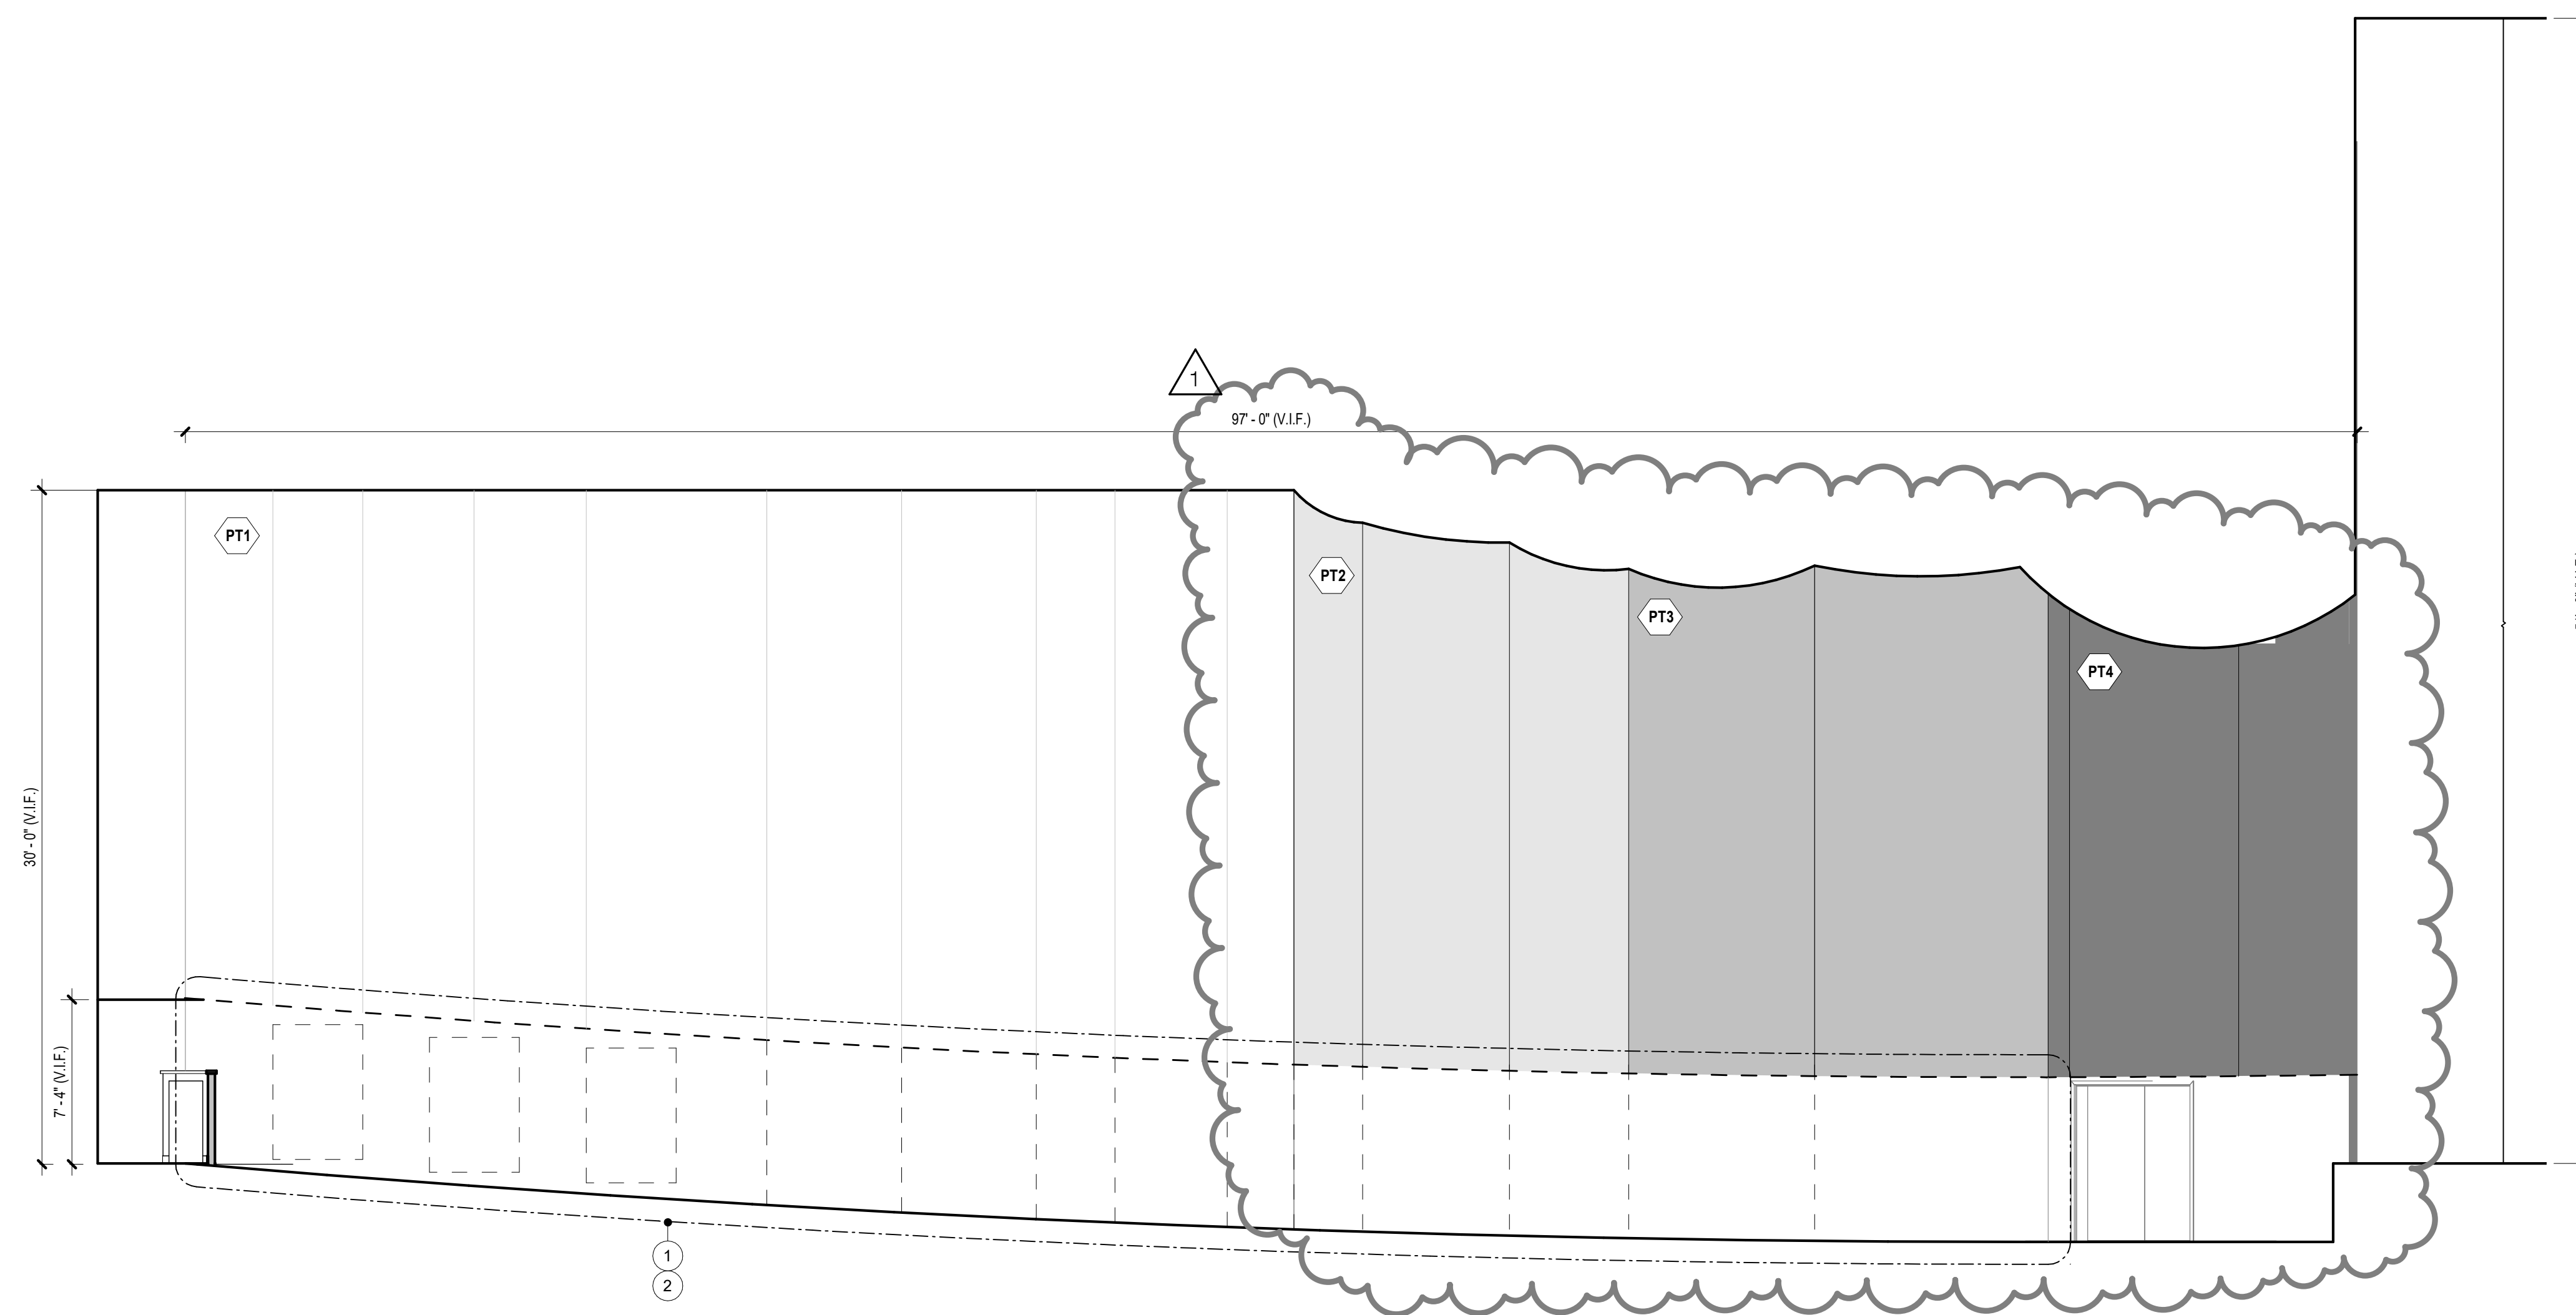 1
97' - 0" (V.I.F.)
PT1
PT2
PT3
PT4
30' - 0" (V.I.F.)
7' - 4" (V.I.F.)
1
2